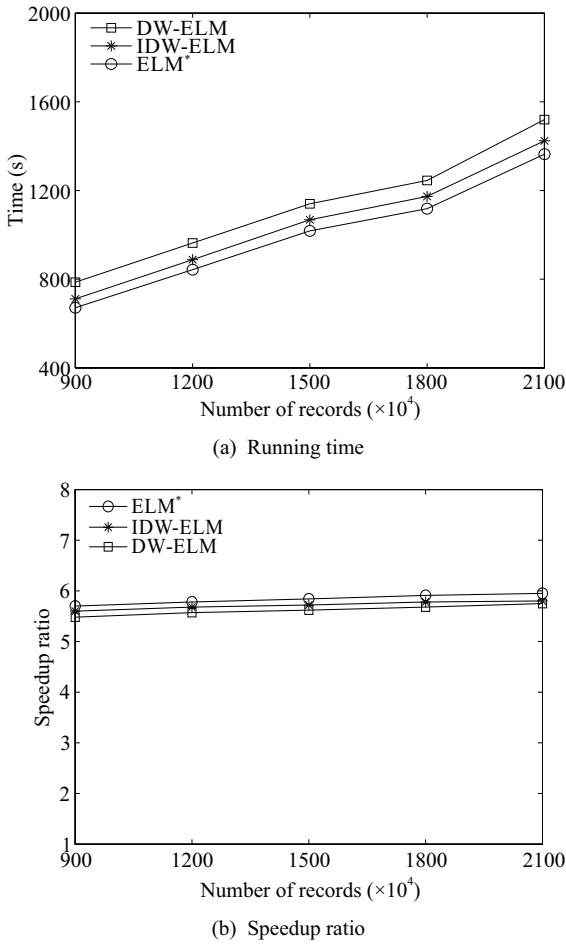 2000
1600
1200
800
400
Time (s)
DW-ELM
IDW-ELM
ELM*
900 1200 1500 1800 2100
Number of records (×10⁴)
(a) Running time
8
7
6
5
4
3
2
1
Speedup ratio
ELM*
IDW-ELM
DW-ELM
900 1200 1500 1800 2100
Number of records (×10⁴)
(b) Speedup ratio